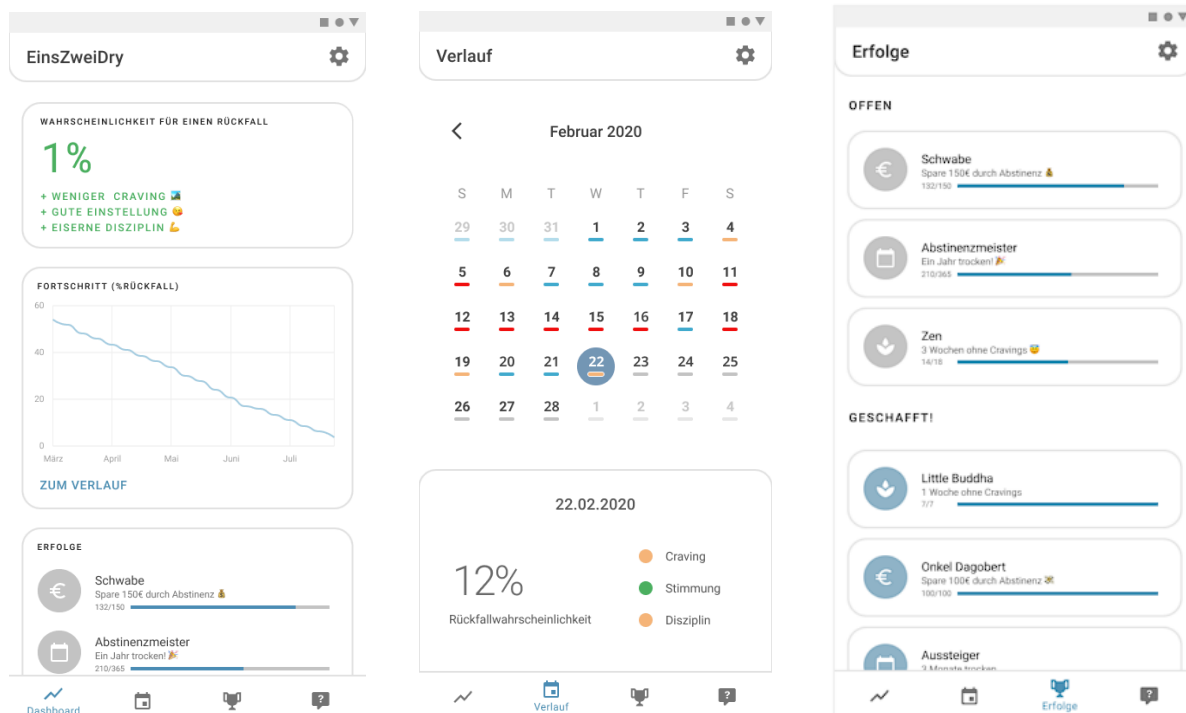 EinsZweiDry
WAHRSCHEINLICHKEIT FÜR EINEN RÜCKFALL
1%
+ WENIGER CRAVING 🏞️
+ GUTE EINSTELLUNG 😘
+ EISERNE DISZIPLIN 💪
FORTSCHRITT (%RÜCKFALL)
60
40
20
0
März April Mai Juni Juli
ZUM VERLAUF
ERFOLGE
Schwabe
Spare 150€ durch Abstinenz 💰
132/150
Abstinenzmeister
Ein Jahr trocken! 🎉
210/365
Dashboard
Verlauf
Februar 2020
S M T W T F S
29 30 31 1 2 3 4
5 6 7 8 9 10 11
12 13 14 15 16 17 18
19 20 21 22 23 24 25
26 27 28 1 2 3 4
22.02.2020
12%
Rückfallwahrscheinlichkeit
Craving
Stimmung
Disziplin
Verlauf
Erfolge
OFFEN
Schwabe
Spare 150€ durch Abstinenz 💰
132/150
Abstinenzmeister
Ein Jahr trocken! 🎉
210/365
Zen
3 Wochen ohne Cravings 😇
14/18
GESCHAFFT!
Little Buddha
1 Woche ohne Cravings
7/7
Onkel Dagobert
Spare 100€ durch Abstinenz 💸
100/100
Aussteiger
3 Monate trocken
Erfolge